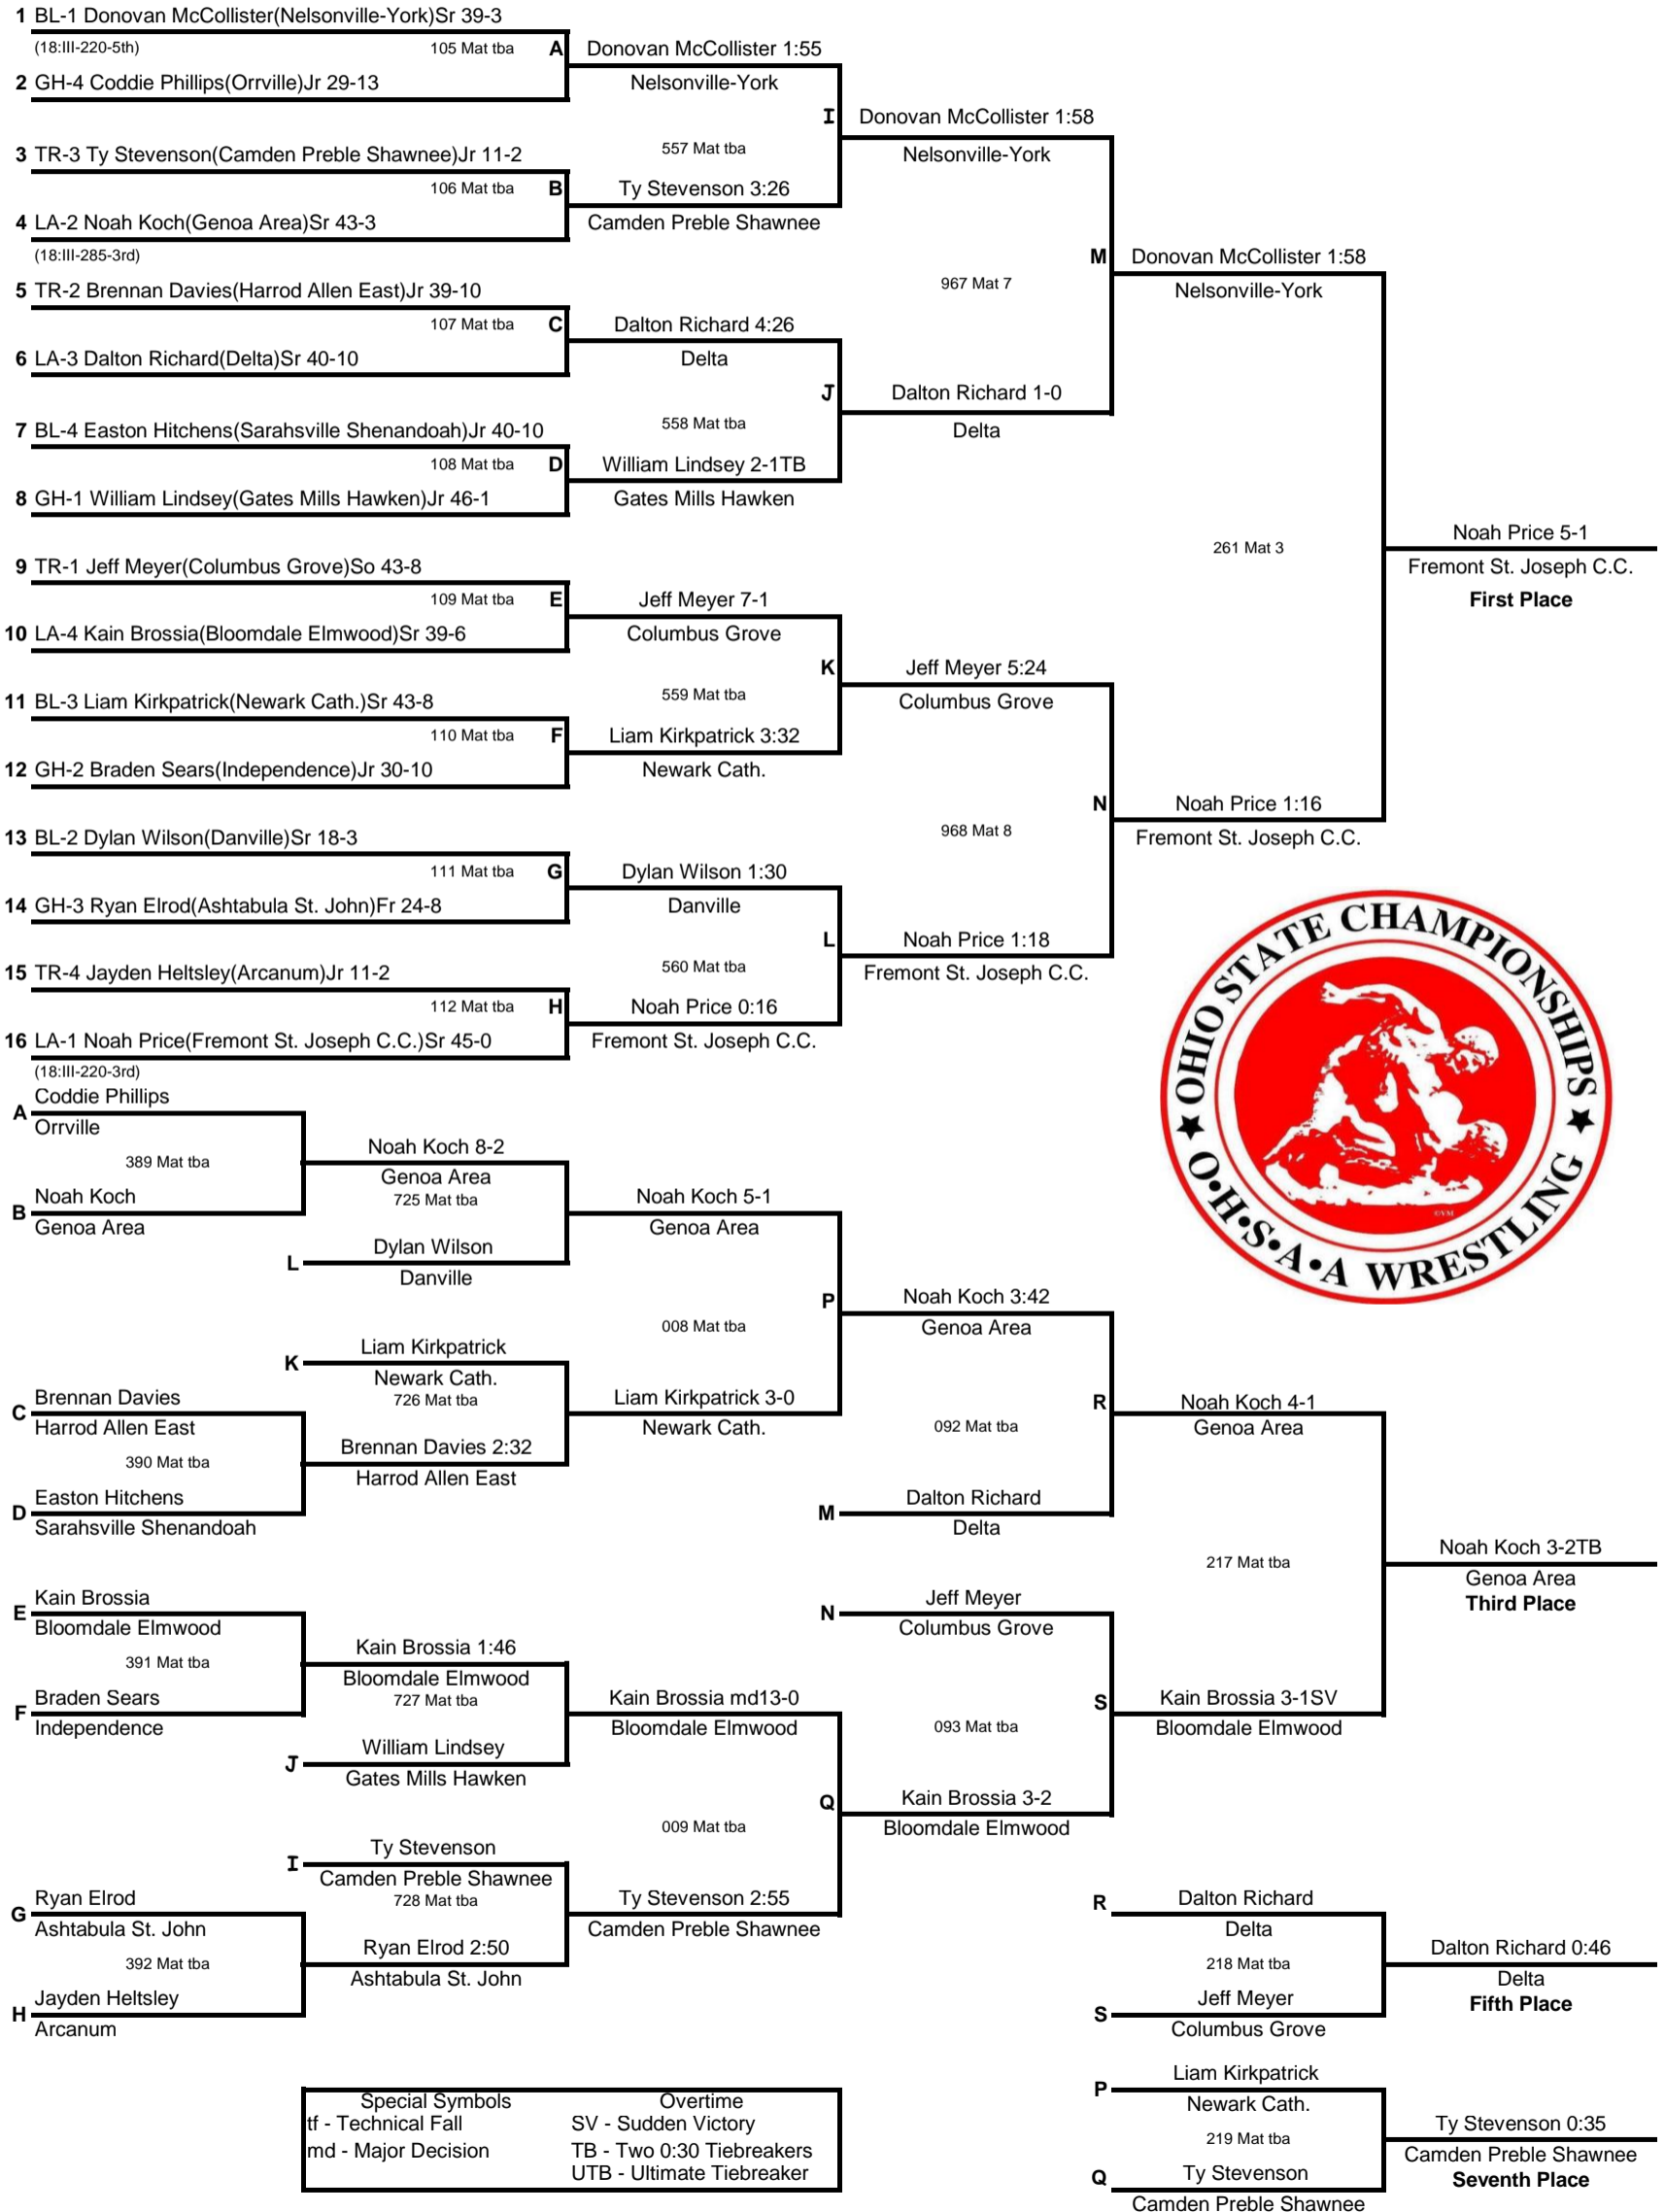 1 BL-1 Donovan McCollister(Nelsonville-York)Sr 39-3
(18:III-220-5th)
105 Mat tba
A
2 GH-4 Coddie Phillips(Orrville)Jr 29-13
3 TR-3 Ty Stevenson(Camden Preble Shawnee)Jr 11-2
106 Mat tba
B
4 LA-2 Noah Koch(Genoa Area)Sr 43-3
(18:III-285-3rd)
5 TR-2 Brennan Davies(Harrod Allen East)Jr 39-10
107 Mat tba
C
6 LA-3 Dalton Richard(Delta)Sr 40-10
7 BL-4 Easton Hitchens(Sarahsville Shenandoah)Jr 40-10
108 Mat tba
D
8 GH-1 William Lindsey(Gates Mills Hawken)Jr 46-1
9 TR-1 Jeff Meyer(Columbus Grove)So 43-8
109 Mat tba
E
10 LA-4 Kain Brossia(Bloomdale Elmwood)Sr 39-6
11 BL-3 Liam Kirkpatrick(Newark Cath.)Sr 43-8
110 Mat tba
F
12 GH-2 Braden Sears(Independence)Jr 30-10
13 BL-2 Dylan Wilson(Danville)Sr 18-3
111 Mat tba
G
14 GH-3 Ryan Elrod(Ashtabula St. John)Fr 24-8
15 TR-4 Jayden Heltsley(Arcanum)Jr 11-2
112 Mat tba
H
16 LA-1 Noah Price(Fremont St. Joseph C.C.)Sr 45-0
(18:III-220-3rd)
Donovan McCollister 1:55
Nelsonville-York
557 Mat tba
I
Ty Stevenson 3:26
Camden Preble Shawnee
Dalton Richard 4:26
Delta
558 Mat tba
J
William Lindsey 2-1TB
Gates Mills Hawken
Jeff Meyer 7-1
Columbus Grove
559 Mat tba
K
Liam Kirkpatrick 3:32
Newark Cath.
Dylan Wilson 1:30
Danville
560 Mat tba
L
Noah Price 0:16
Fremont St. Joseph C.C.
Donovan McCollister 1:58
Nelsonville-York
967 Mat 7
M
Dalton Richard 1-0
Delta
Jeff Meyer 5:24
Columbus Grove
968 Mat 8
N
Noah Price 1:18
Fremont St. Joseph C.C.
Donovan McCollister 1:58
Nelsonville-York
261 Mat 3
Noah Price 1:16
Fremont St. Joseph C.C.
Noah Price 5-1
Fremont St. Joseph C.C.
First Place
OHIO STATE CHAMPIONSHIPS
★ O•H•S•A•A WRESTLING ★
©VM
A Coddie Phillips
Orrville
389 Mat tba
B Noah Koch
Genoa Area
C Brennan Davies
Harrod Allen East
390 Mat tba
D Easton Hitchens
Sarahsville Shenandoah
E Kain Brossia
Bloomdale Elmwood
391 Mat tba
F Braden Sears
Independence
G Ryan Elrod
Ashtabula St. John
392 Mat tba
H Jayden Heltsley
Arcanum
Noah Koch 8-2
Genoa Area
725 Mat tba
L Dylan Wilson
Danville
K Liam Kirkpatrick
Newark Cath.
726 Mat tba
Brennan Davies 2:32
Harrod Allen East
Kain Brossia 1:46
Bloomdale Elmwood
727 Mat tba
J William Lindsey
Gates Mills Hawken
I Ty Stevenson
Camden Preble Shawnee
728 Mat tba
Ryan Elrod 2:50
Ashtabula St. John
Noah Koch 5-1
Genoa Area
008 Mat tba
P
Liam Kirkpatrick 3-0
Newark Cath.
Kain Brossia md13-0
Bloomdale Elmwood
009 Mat tba
Q
Ty Stevenson 2:55
Camden Preble Shawnee
Noah Koch 3:42
Genoa Area
092 Mat tba
R
M Dalton Richard
Delta
N Jeff Meyer
Columbus Grove
093 Mat tba
S
Kain Brossia 3-2
Bloomdale Elmwood
Noah Koch 4-1
Genoa Area
217 Mat tba
Kain Brossia 3-1SV
Bloomdale Elmwood
Noah Koch 3-2TB
Genoa Area
Third Place
R Dalton Richard
Delta
218 Mat tba
S Jeff Meyer
Columbus Grove
Dalton Richard 0:46
Delta
Fifth Place
P Liam Kirkpatrick
Newark Cath.
219 Mat tba
Q Ty Stevenson
Camden Preble Shawnee
Ty Stevenson 0:35
Camden Preble Shawnee
Seventh Place
Special Symbols Overtime
tf - Technical Fall SV - Sudden Victory
md - Major Decision TB - Two 0:30 Tiebreakers
UTB - Ultimate Tiebreaker